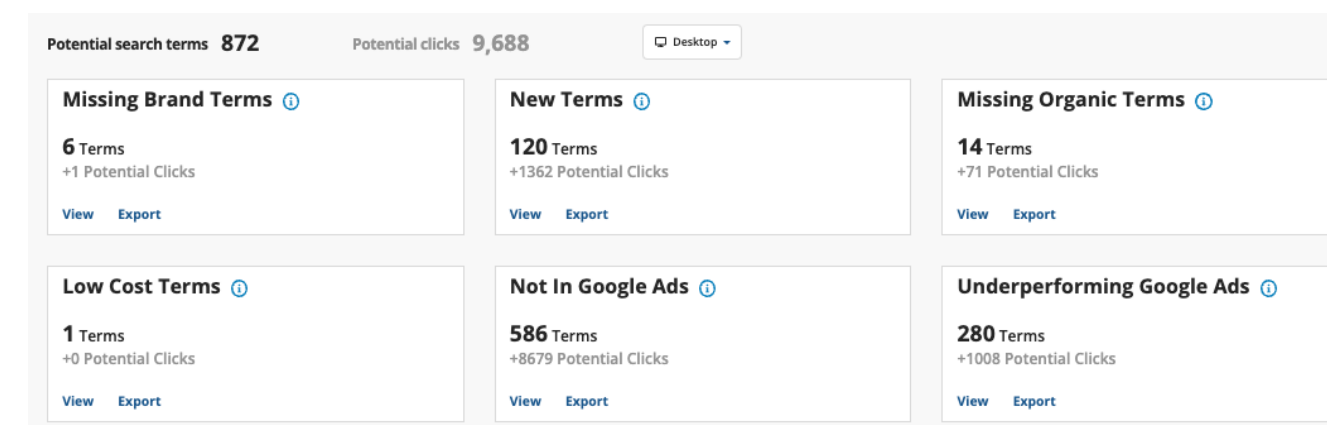 Potential search terms 872 Potential clicks 9,688 Desktop
Missing Brand Terms
6 Terms
+1 Potential Clicks
View Export
New Terms
120 Terms
+1362 Potential Clicks
View Export
Missing Organic Terms
14 Terms
+71 Potential Clicks
View Export
Low Cost Terms
1 Terms
+0 Potential Clicks
View Export
Not In Google Ads
586 Terms
+8679 Potential Clicks
View Export
Underperforming Google Ads
280 Terms
+1008 Potential Clicks
View Export